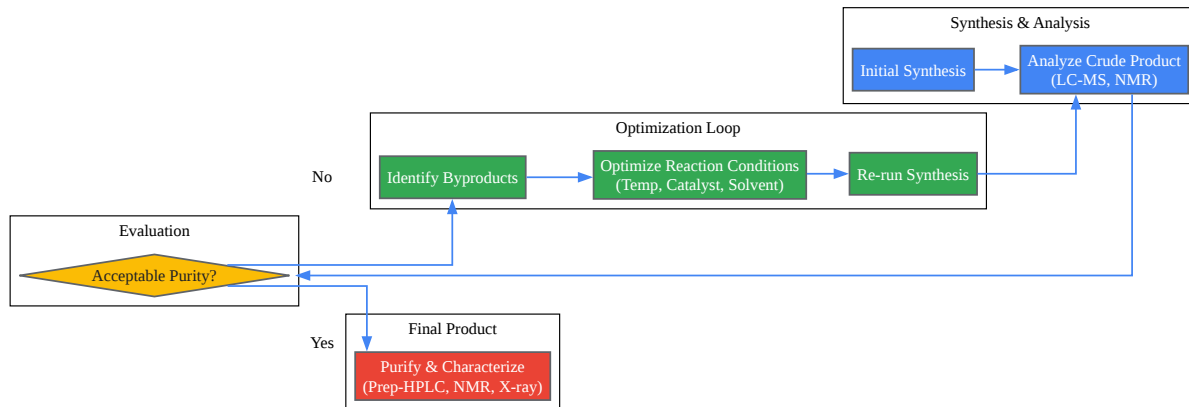 Synthesis & Analysis
Initial Synthesis
Analyze Crude Product
(LC-MS, NMR)
Optimization Loop
No
Identify Byproducts
Optimize Reaction Conditions
(Temp, Catalyst, Solvent)
Re-run Synthesis
Evaluation
Acceptable Purity?
Yes
Final Product
Purify & Characterize
(Prep-HPLC, NMR, X-ray)